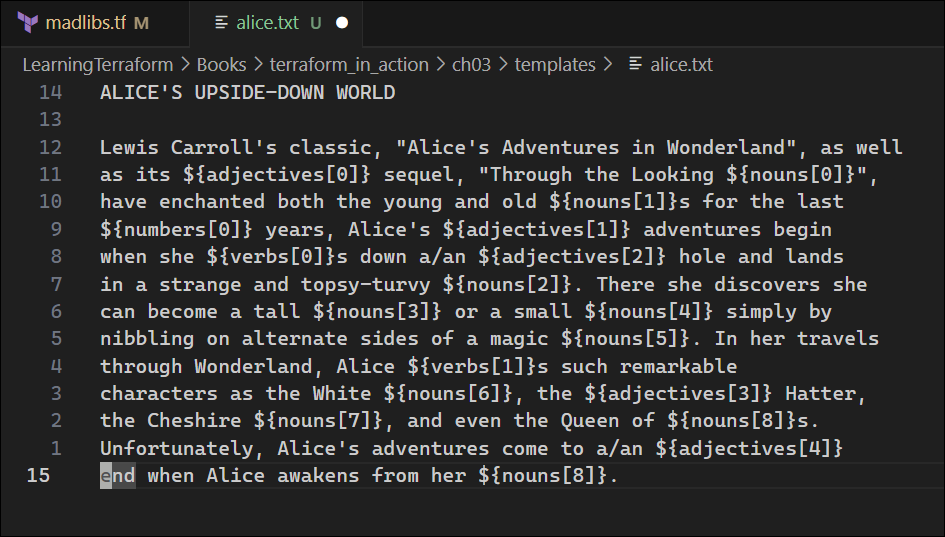 madlibs.tf M alice.txt U
LearningTerraform > Books > terraform_in_action > ch03 > templates > alice.txt
14 ALICE'S UPSIDE-DOWN WORLD
13
12 Lewis Carroll's classic, "Alice's Adventures in Wonderland", as well
11 as its ${adjectives[0]} sequel, "Through the Looking ${nouns[0]}",
10 have enchanted both the young and old ${nouns[1]}s for the last
9 ${numbers[0]} years, Alice's ${adjectives[1]} adventures begin
8 when she ${verbs[0]}s down a/an ${adjectives[2]} hole and lands
7 in a strange and topsy-turvy ${nouns[2]}. There she discovers she
6 can become a tall ${nouns[3]} or a small ${nouns[4]} simply by
5 nibbling on alternate sides of a magic ${nouns[5]}. In her travels
4 through Wonderland, Alice ${verbs[1]}s such remarkable
3 characters as the White ${nouns[6]}, the ${adjectives[3]} Hatter,
2 the Cheshire ${nouns[7]}, and even the Queen of ${nouns[8]}s.
1 Unfortunately, Alice's adventures come to a/an ${adjectives[4]}
15 end when Alice awakens from her ${nouns[8]}.